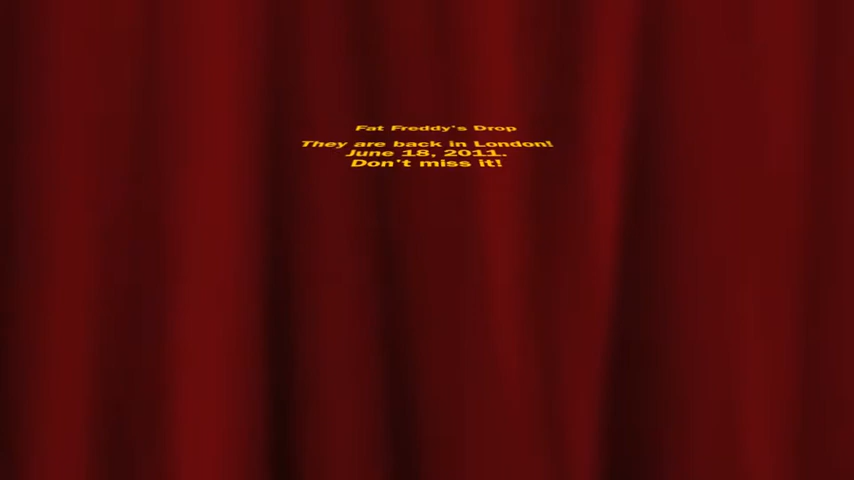 Fat Freddy's Drop
They are back in London!
June 18, 2011.
Don't miss it!